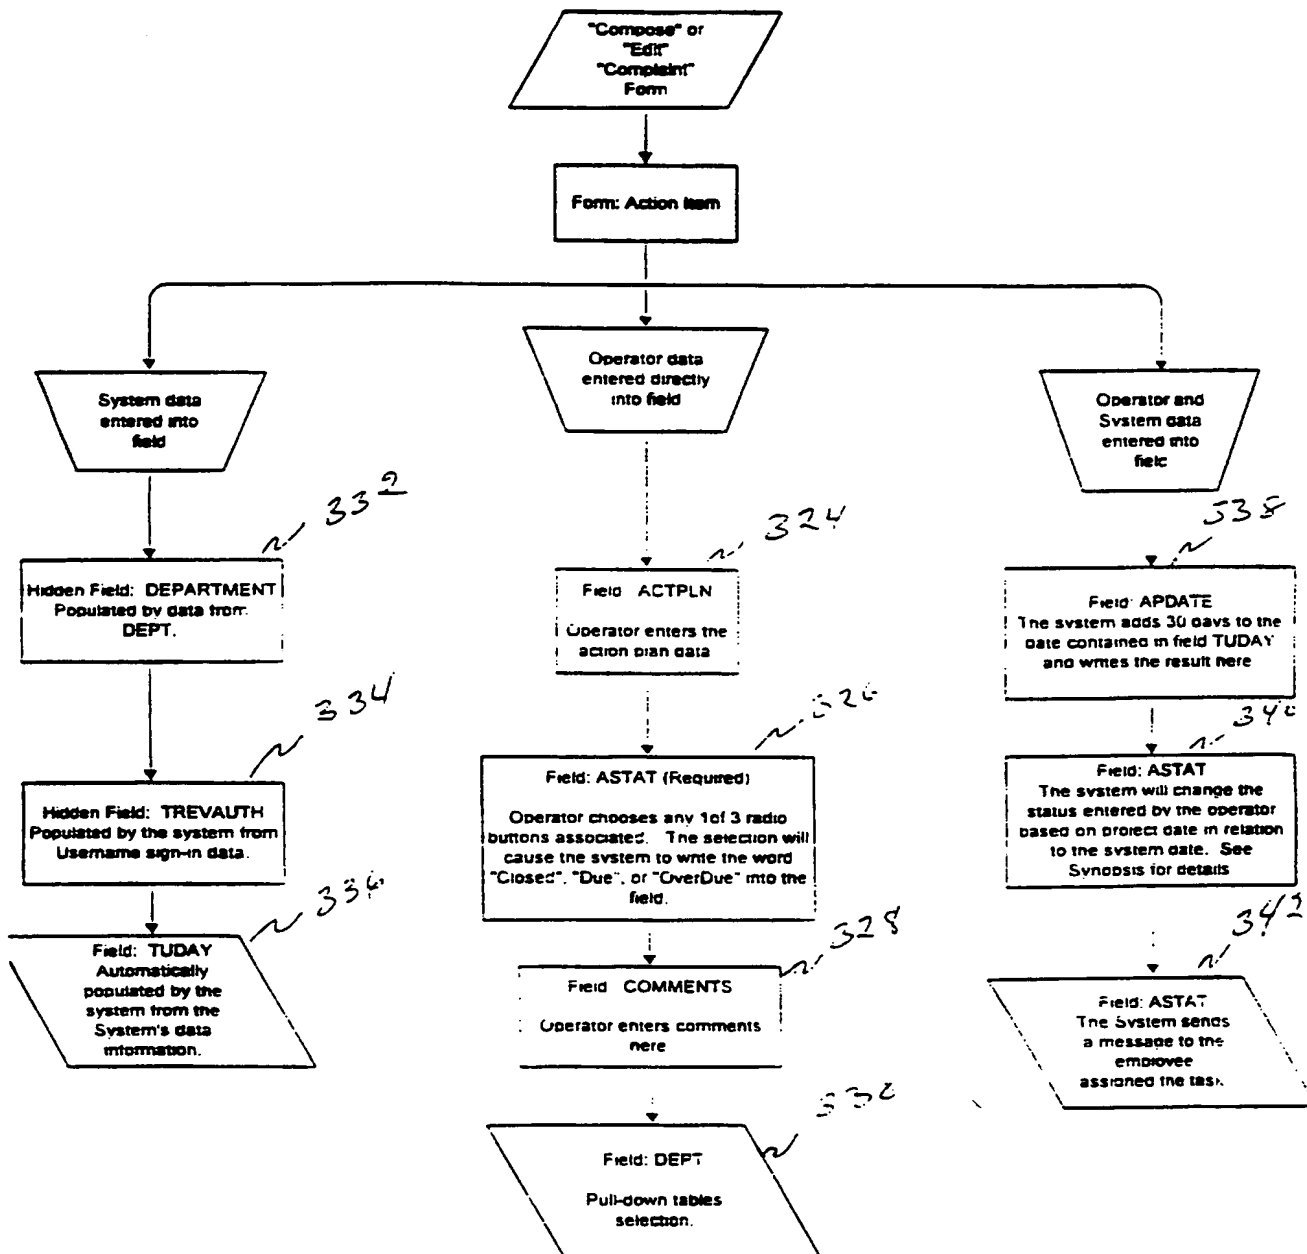 "Compose" or
"Edit"
"Complaint"
Form
Form: Action Item
System data
entered into
field
332
Hidden Field: DEPARTMENT
Populated by data from
DEPT.
334
Hidden Field: TREVAUTH
Populated by the system from
Username sign-in data.
336
Field: TUDAY
Automatically
populated by the
system from the
System's data
information.
Operator data
entered directly
into field
324
Field ACTPLN
Operator enters the
action plan data
326
Field: ASTAT (Required)
Operator chooses any 1of 3 radio
buttons associated. The selection will
cause the system to write the word
"Closed", "Due", or "OverDue" into the
field.
328
Field COMMENTS
Operator enters comments
here
330
Field: DEPT
Pull-down tables
selection.
Operator and
System data
entered into
field
338
Field: APDATE
The system adds 30 days to the
date contained in field TUDAY
and writes the result here
340
Field: ASTAT
The system will change the
status entered by the operator
based on project date in relation
to the system date. See
Synopsis for details
342
Field: ASTAT
The System sends
a message to the
employee
assigned the task.